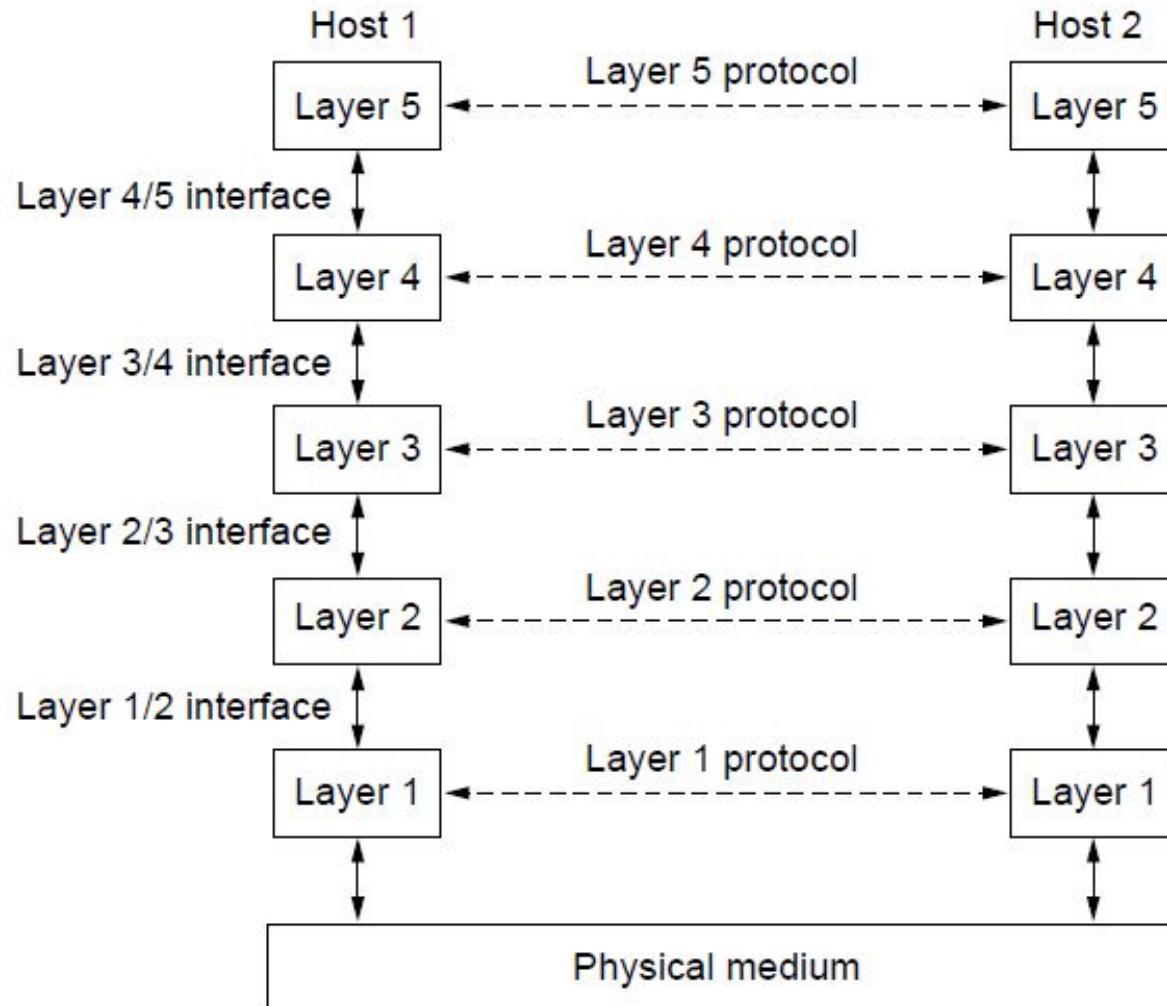 Host 1
Host 2
Layer 5
Layer 5 protocol
Layer 5
Layer 4/5 interface
Layer 4
Layer 4 protocol
Layer 4
Layer 3/4 interface
Layer 3
Layer 3 protocol
Layer 3
Layer 2/3 interface
Layer 2
Layer 2 protocol
Layer 2
Layer 1/2 interface
Layer 1
Layer 1 protocol
Layer 1
Physical medium